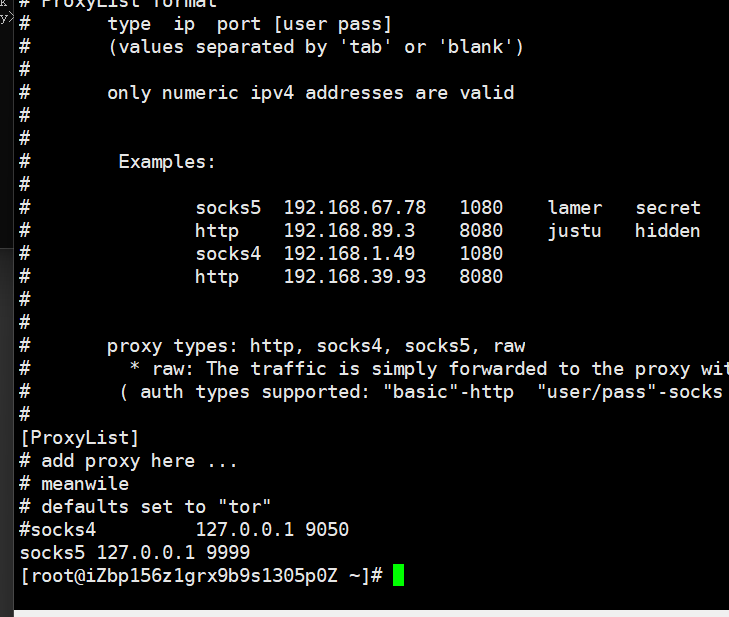 # ProxyList format
#       type  ip  port [user pass]
#       (values separated by 'tab' or 'blank')
#
#       only numeric ipv4 addresses are valid
#
#
#        Examples:
#
#               socks5  192.168.67.78   1080    lamer   secret
#               http    192.168.89.3    8080    justu   hidden
#               socks4  192.168.1.49    1080
#               http    192.168.39.93   8080
#
#
#       proxy types: http, socks4, socks5, raw
#         * raw: The traffic is simply forwarded to the proxy wit
#        ( auth types supported: "basic"-http  "user/pass"-socks
#
[ProxyList]
# add proxy here ...
# meanwile
# defaults set to "tor"
#socks4         127.0.0.1 9050
socks5 127.0.0.1 9999
[root@iZbp156z1grx9b9s1305p0Z ~]#